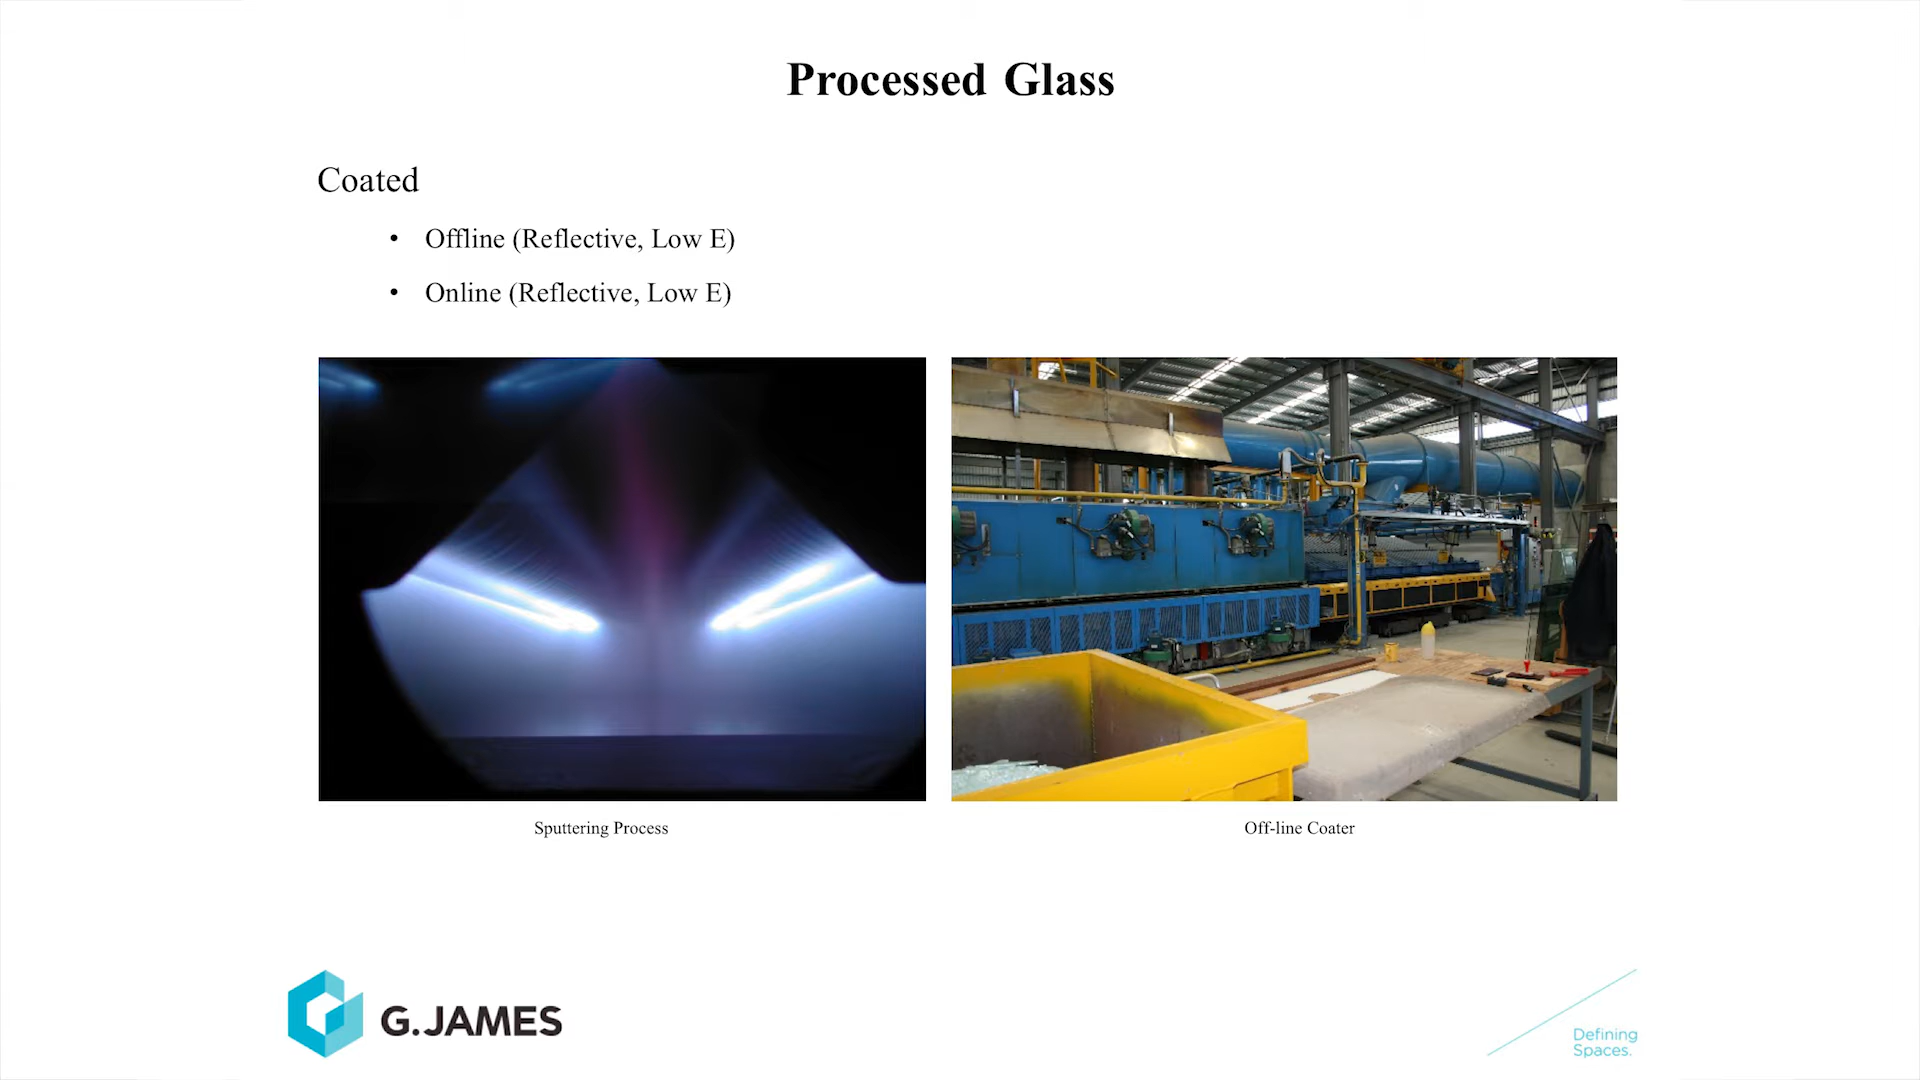 Processed Glass
Coated
• Offline (Reflective, Low E)
• Online (Reflective, Low E)
Sputtering Process
Off-line Coater
G.JAMES
Defining
Spaces.